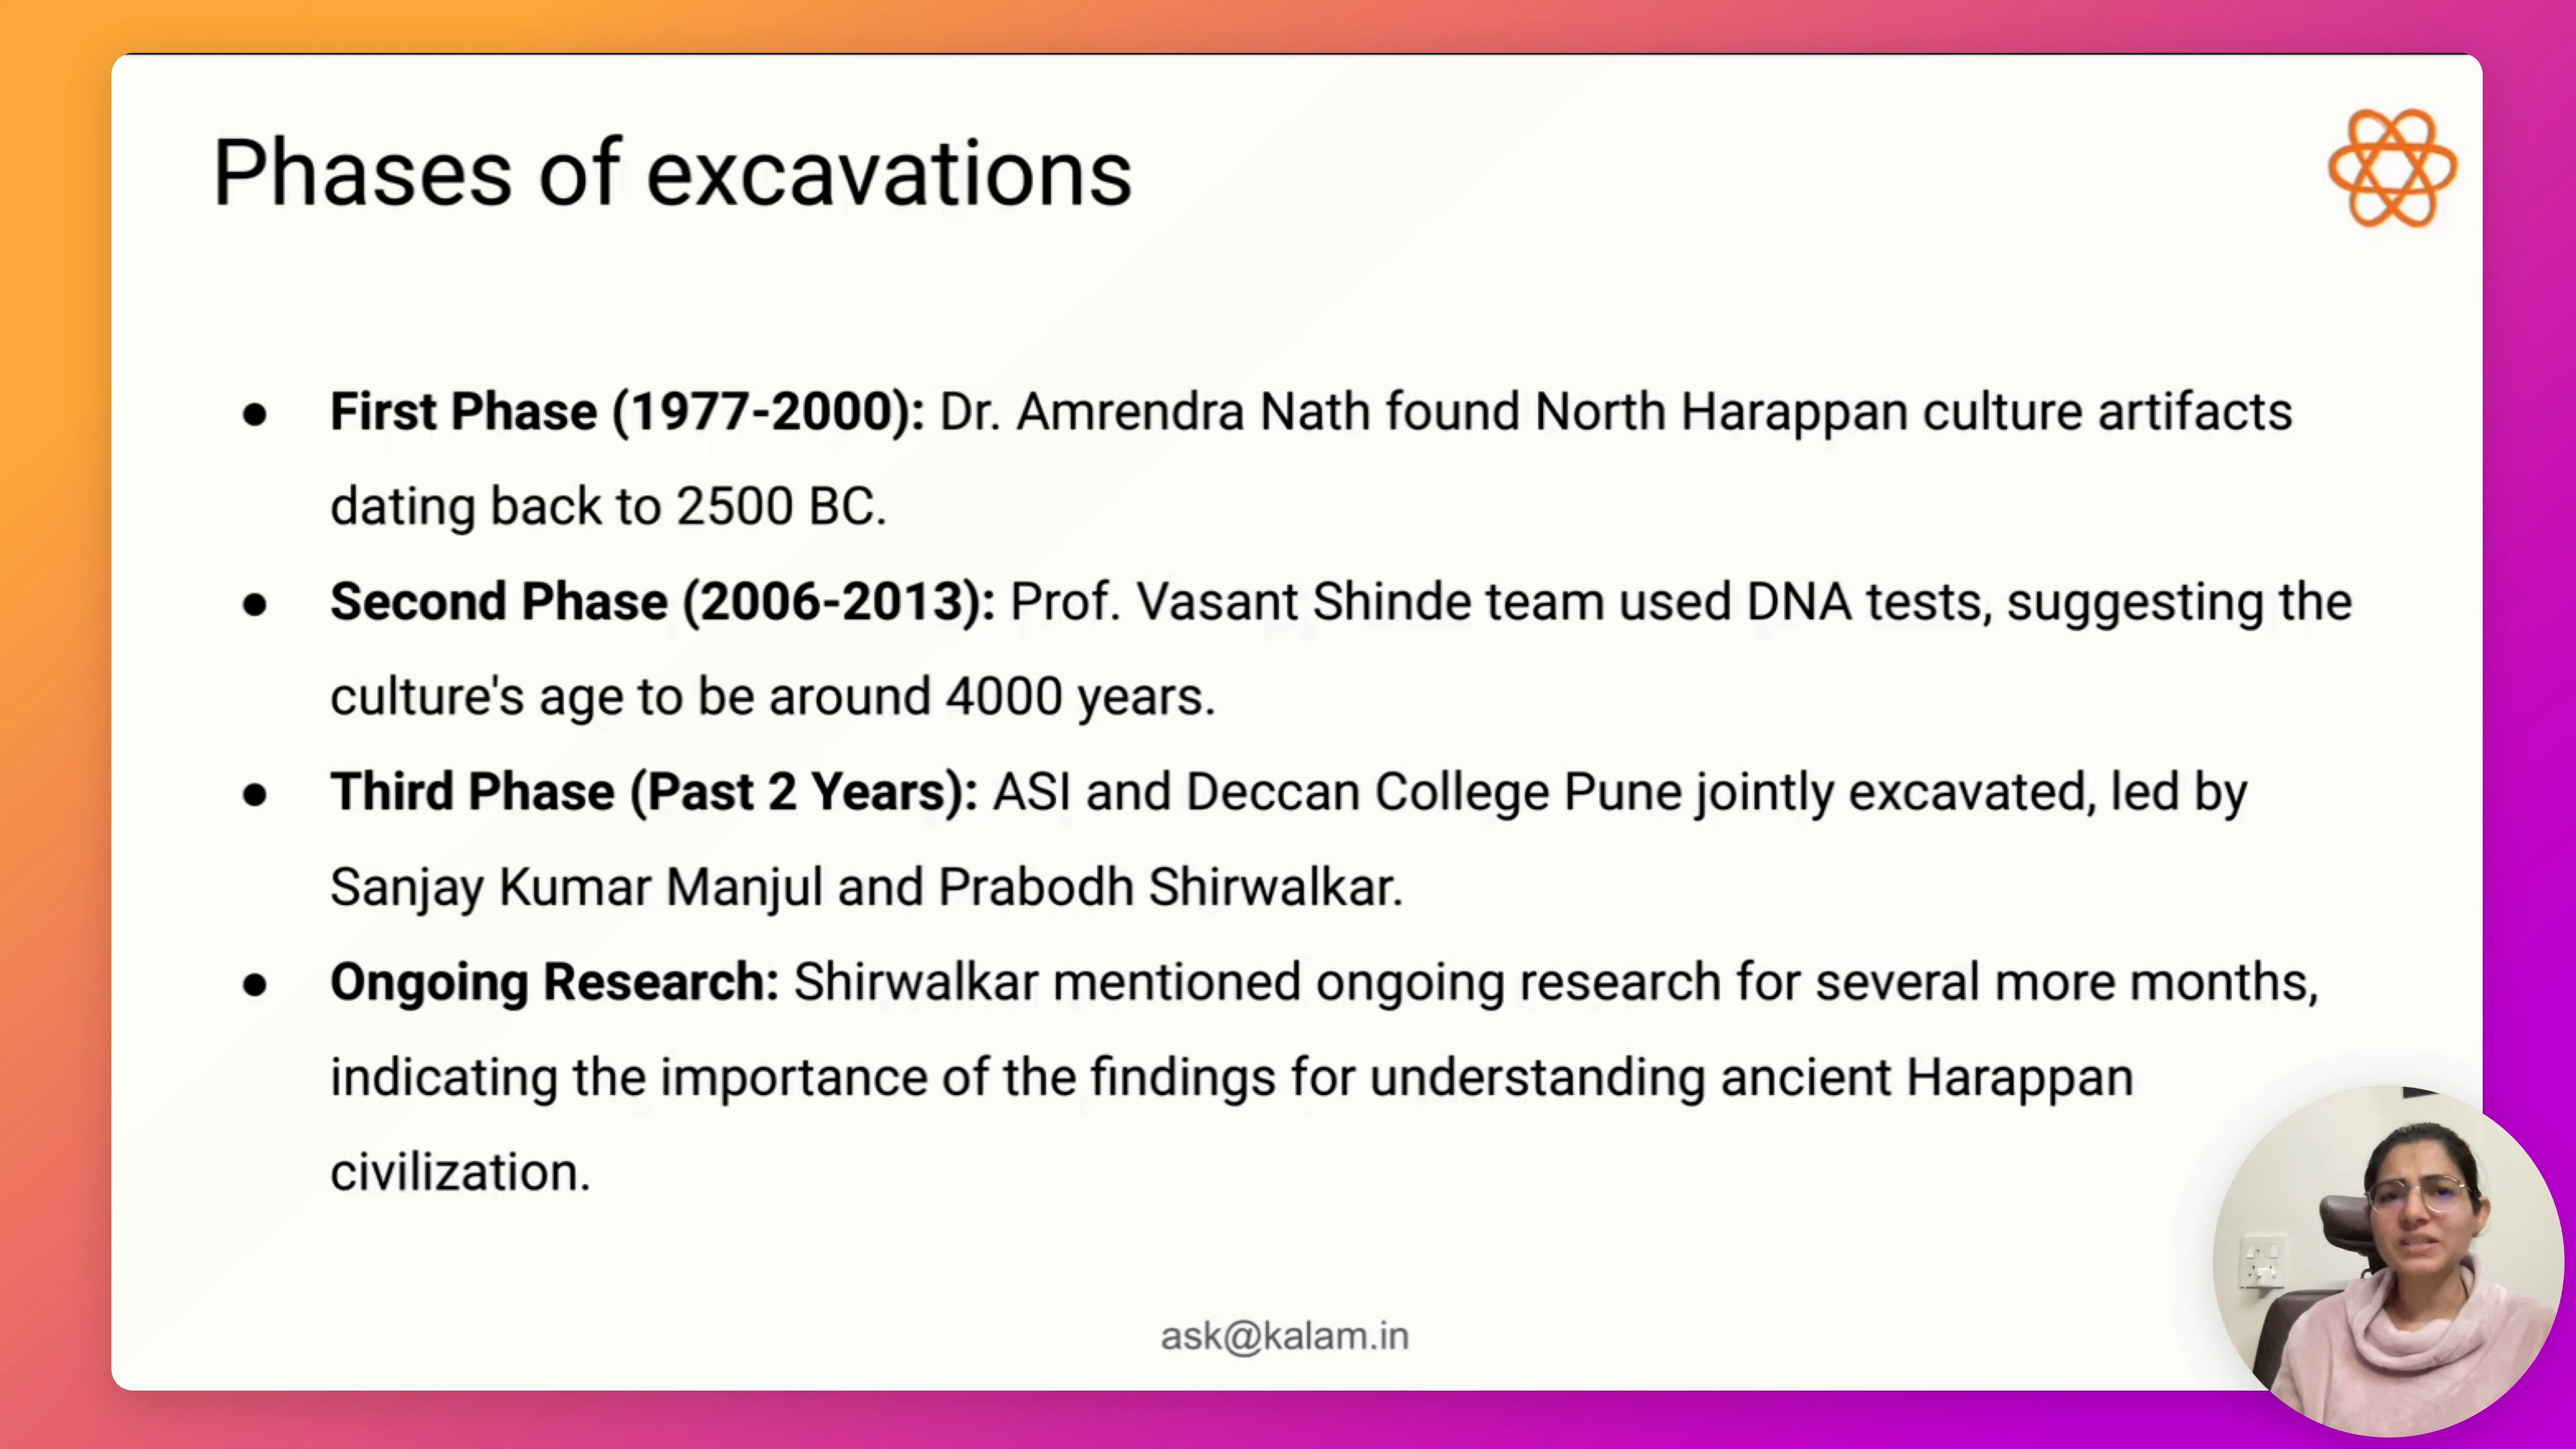 Phases of excavations
● First Phase (1977-2000): Dr. Amrendra Nath found North Harappan culture artifacts
dating back to 2500 BC.
● Second Phase (2006-2013): Prof. Vasant Shinde team used DNA tests, suggesting the
culture's age to be around 4000 years.
● Third Phase (Past 2 Years): ASI and Deccan College Pune jointly excavated, led by
Sanjay Kumar Manjul and Prabodh Shirwalkar.
● Ongoing Research: Shirwalkar mentioned ongoing research for several more months,
indicating the importance of the findings for understanding ancient Harappan
civilization.
ask@kalam.in